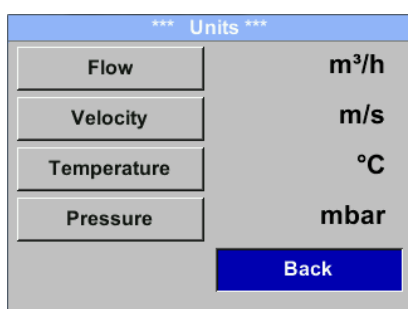 *** Units ***
Flow m³/h
Velocity m/s
Temperature °C
Pressure mbar
Back